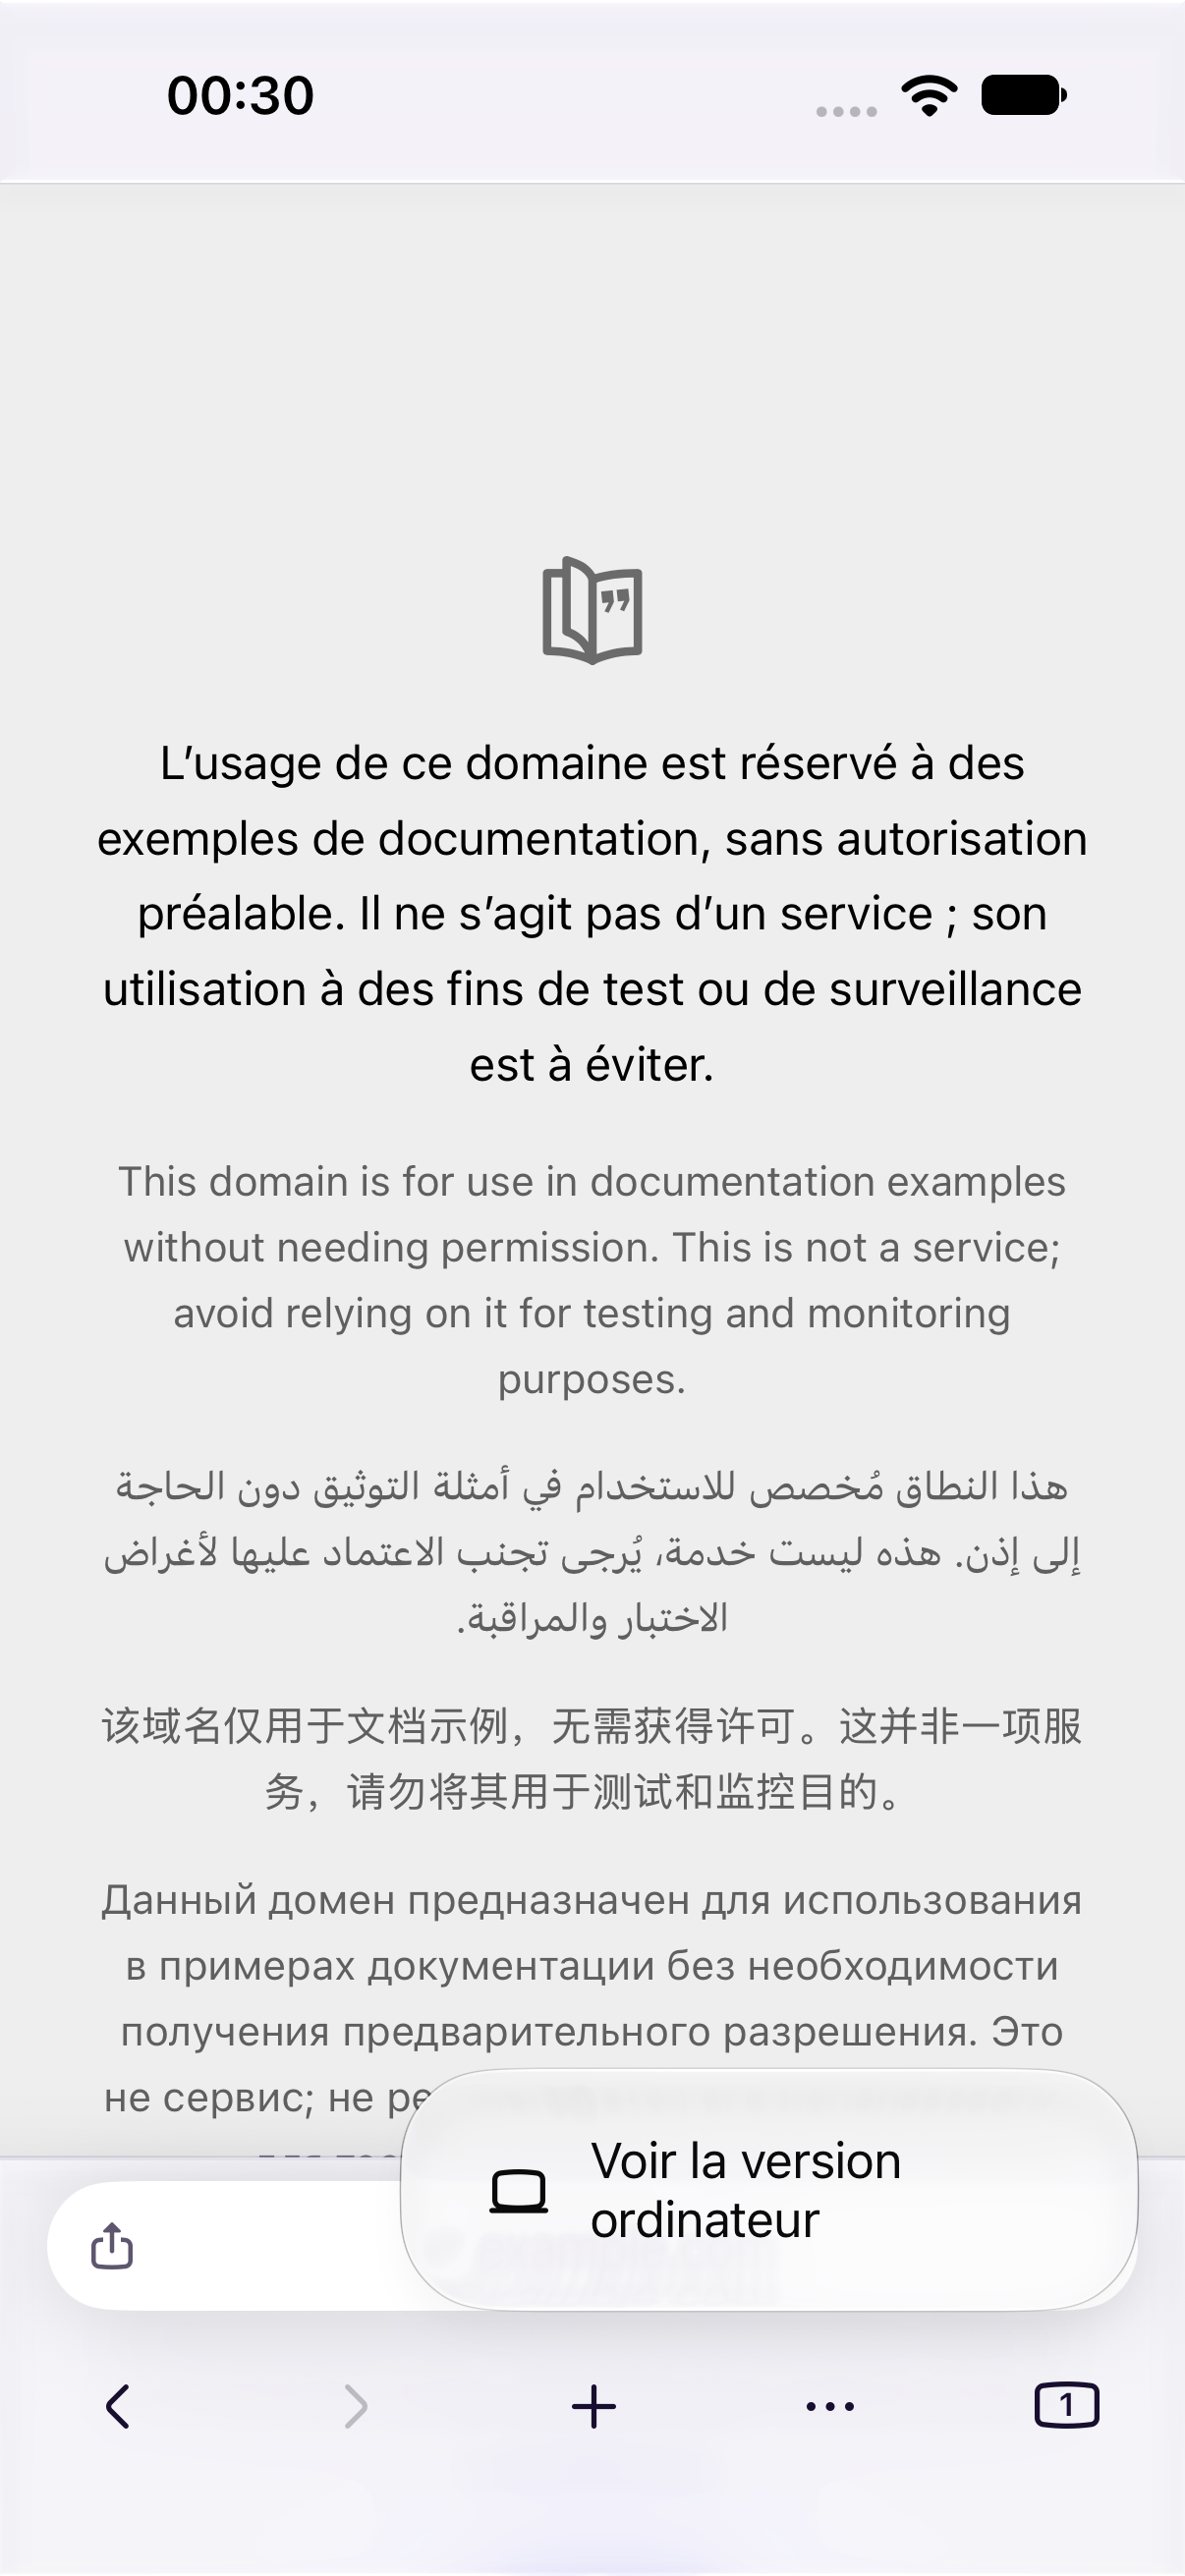 00:30
L’usage de ce domaine est réservé à des
exemples de documentation, sans autorisation
préalable. Il ne s’agit pas d’un service ; son
utilisation à des fins de test ou de surveillance
est à éviter.
This domain is for use in documentation examples
without needing permission. This is not a service;
avoid relying on it for testing and monitoring
purposes.
هذا النطاق مُخصص للاستخدام في أمثلة التوثيق دون الحاجة
إلى إذن. هذه ليست خدمة، يُرجى تجنب الاعتماد عليها لأغراض
الاختبار والمراقبة.
该域名仅用于文档示例，无需获得许可。这并非一项服
务，请勿将其用于测试和监控目的。
Данный домен предназначен для использования
в примерах документации без необходимости
получения предварительного разрешения. Это
не сервис; не ре
Voir la version
ordinateur
1